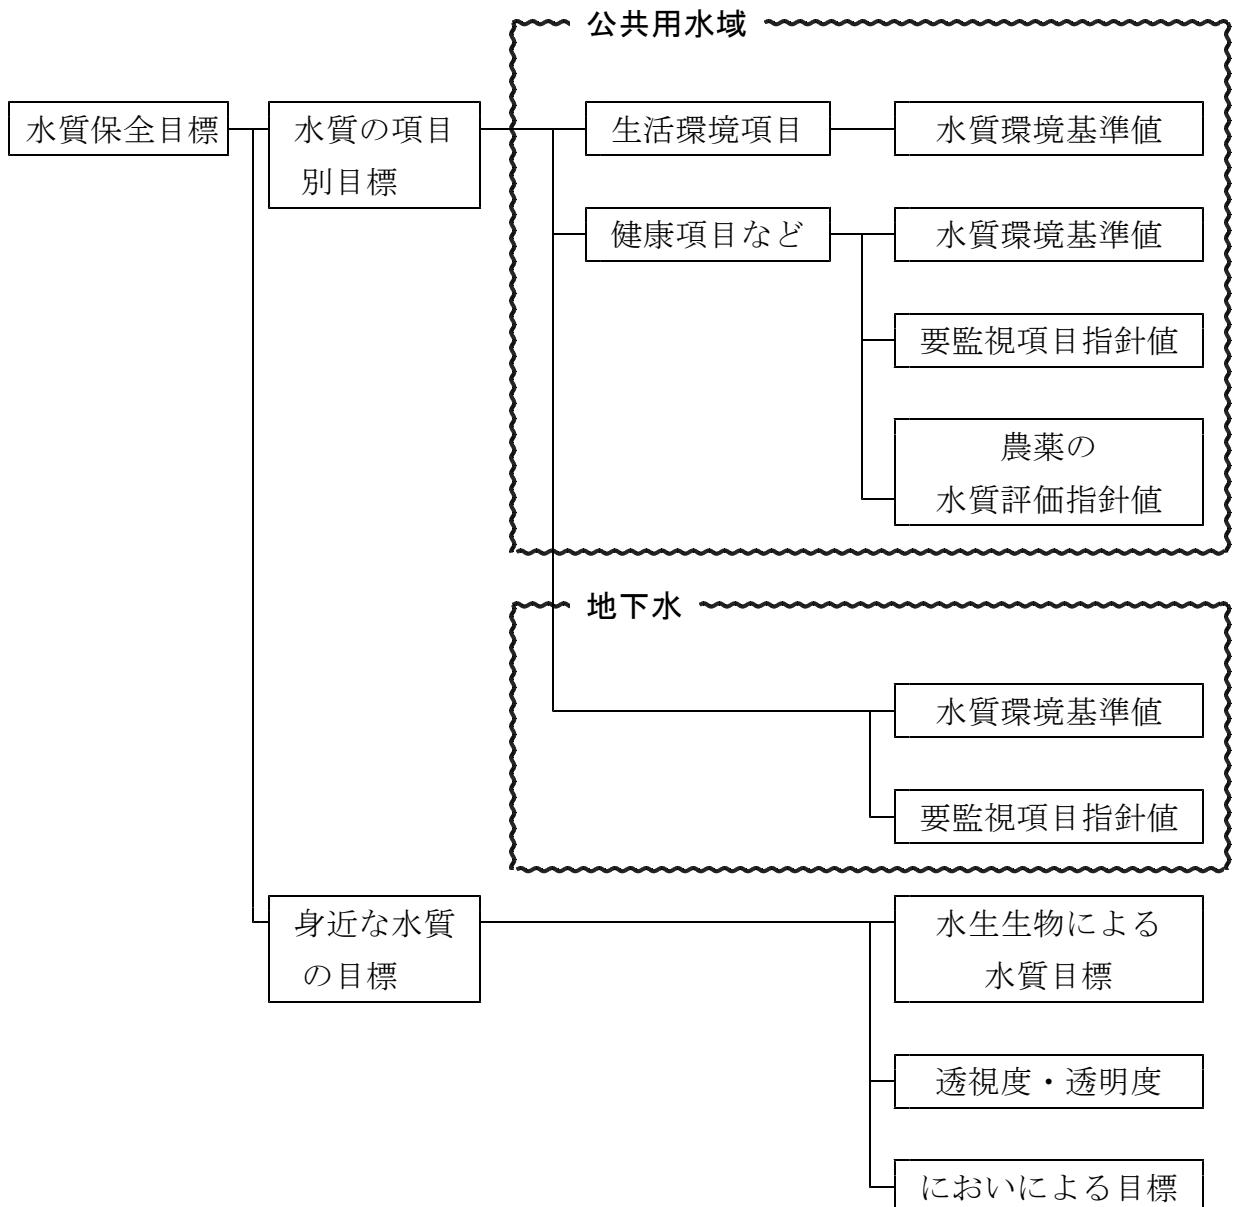 公共用水域
水質保全目標
水質の項目
別目標
生活環境項目
水質環境基準値
健康項目など
水質環境基準値
要監視項目指針値
農薬の
水質評価指針値
地下水
水質環境基準値
要監視項目指針値
身近な水質
の目標
水生生物による
水質目標
透視度・透明度
においによる目標